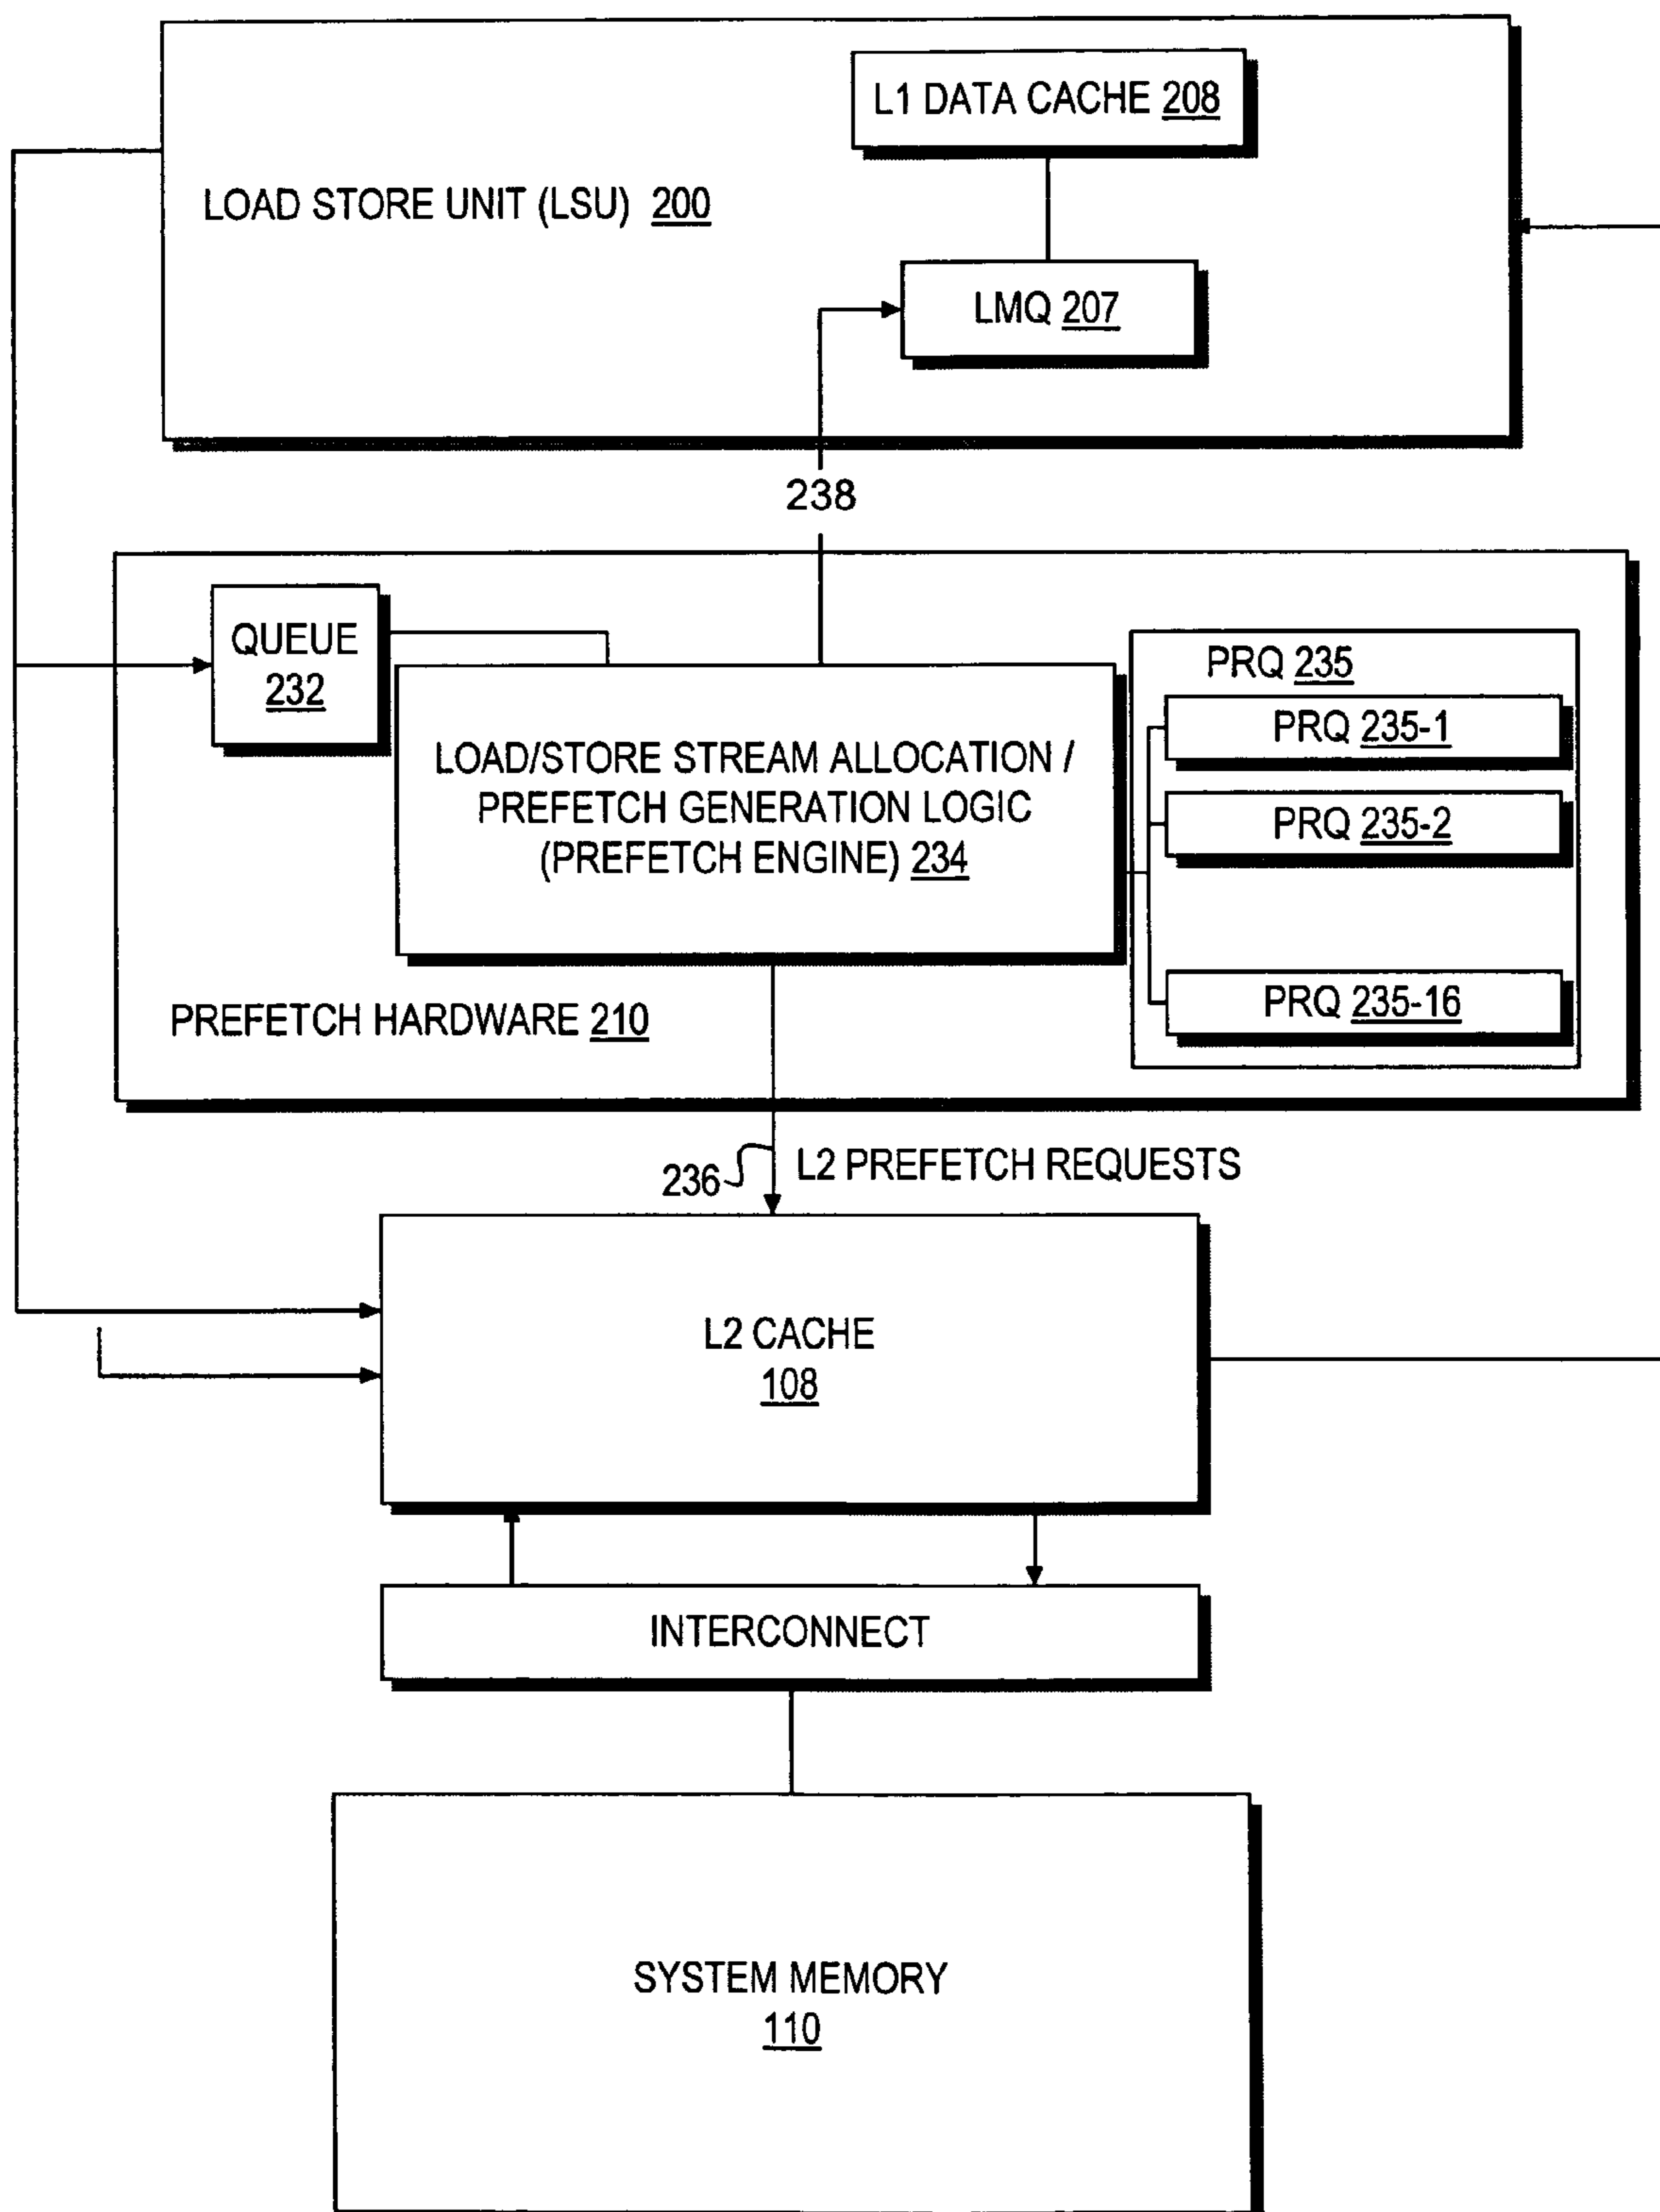 L1 DATA CACHE 208
LOAD STORE UNIT (LSU) 200
LMQ 207
238
QUEUE
232
PRQ 235
PRQ 235-1
PRQ 235-2
PRQ 235-16
LOAD/STORE STREAM ALLOCATION /
PREFETCH GENERATION LOGIC
(PREFETCH ENGINE) 234
PREFETCH HARDWARE 210
236
L2 PREFETCH REQUESTS
L2 CACHE
108
INTERCONNECT
SYSTEM MEMORY
110